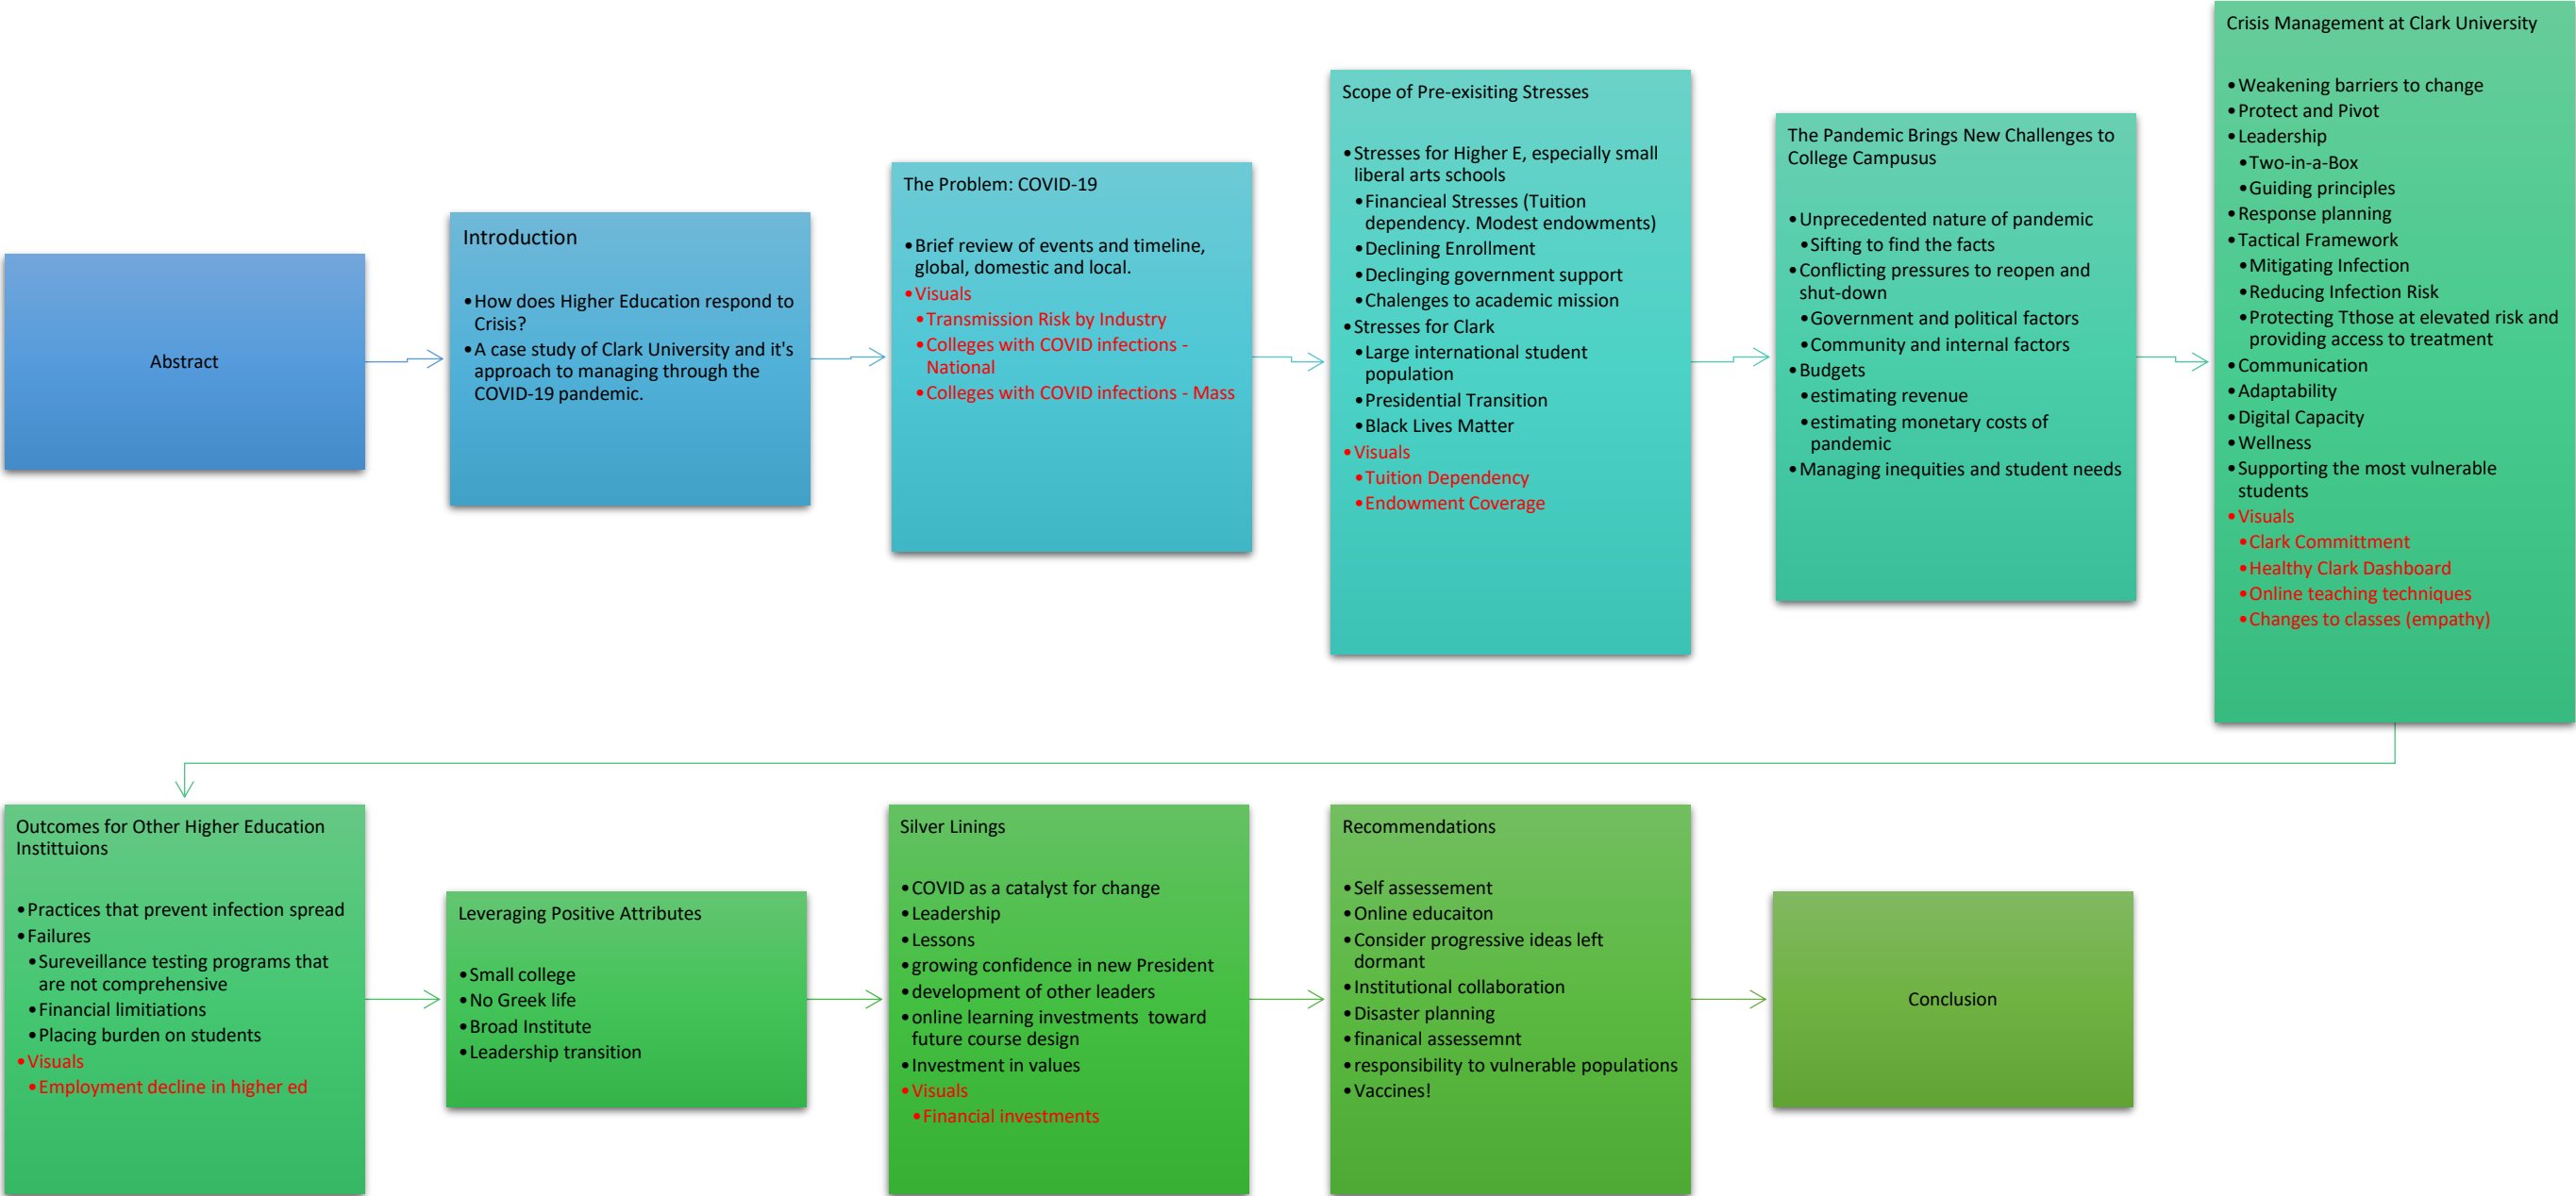 Abstract
Introduction
•How does Higher Education respond to
Crisis?
•A case study of Clark University and it's
approach to managing through the
COVID-19 pandemic.
The Problem: COVID-19
•Brief review of events and timeline,
global, domestic and local.
•Visuals
•Transmission Risk by Industry
•Colleges with COVID infections -
National
•Colleges with COVID infections - Mass
Scope of Pre-exisiting Stresses
•Stresses for Higher E, especially small
liberal arts schools
•Financieal Stresses (Tuition
dependency. Modest endowments)
•Declining Enrollment
•Declinging government support
•Chalenges to academic mission
•Stresses for Clark
•Large international student
population
•Presidential Transition
•Black Lives Matter
•Visuals
•Tuition Dependency
•Endowment Coverage
The Pandemic Brings New Challenges to
College Campusus
•Unprecedented nature of pandemic
•Sifting to find the facts
•Conflicting pressures to reopen and
shut-down
•Government and political factors
•Community and internal factors
•Budgets
•estimating revenue
•estimating monetary costs of
pandemic
•Managing inequities and student needs
Crisis Management at Clark University
•Weakening barriers to change
•Protect and Pivot
•Leadership
•Two-in-a-Box
•Guiding principles
•Response planning
•Tactical Framework
•Mitigating Infection
•Reducing Infection Risk
•Protecting Tthose at elevated risk and
providing access to treatment
•Communication
•Adaptability
•Digital Capacity
•Wellness
•Supporting the most vulnerable
students
•Visuals
•Clark Committment
•Healthy Clark Dashboard
•Online teaching techniques
•Changes to classes (empathy)
Outcomes for Other Higher Education
Instittuions
•Practices that prevent infection spread
•Failures
•Sureveillance testing programs that
are not comprehensive
•Financial limitiations
•Placing burden on students
•Visuals
•Employment decline in higher ed
Leveraging Positive Attributes
•Small college
•No Greek life
•Broad Institute
•Leadership transition
Silver Linings
•COVID as a catalyst for change
•Leadership
•Lessons
•growing confidence in new President
•development of other leaders
•online learning investments toward
future course design
•Investment in values
•Visuals
•Financial investments
Recommendations
•Self assessement
•Online educaiton
•Consider progressive ideas left
dormant
•Institutional collaboration
•Disaster planning
•finanical assessemnt
•responsibility to vulnerable populations
•Vaccines!
Conclusion